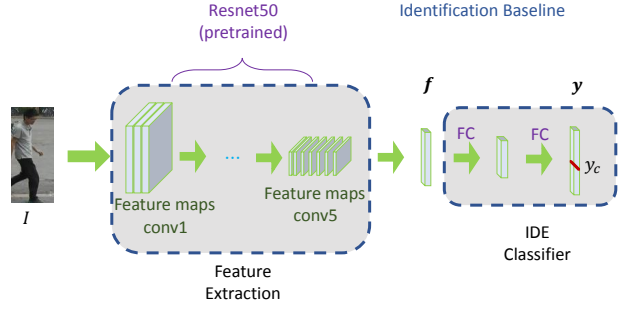 Resnet50
(pretrained)
Identification Baseline
f
y
FC
FC
...
y_c
I
Feature maps
conv1
Feature maps
conv5
Feature
Extraction
IDE
Classifier